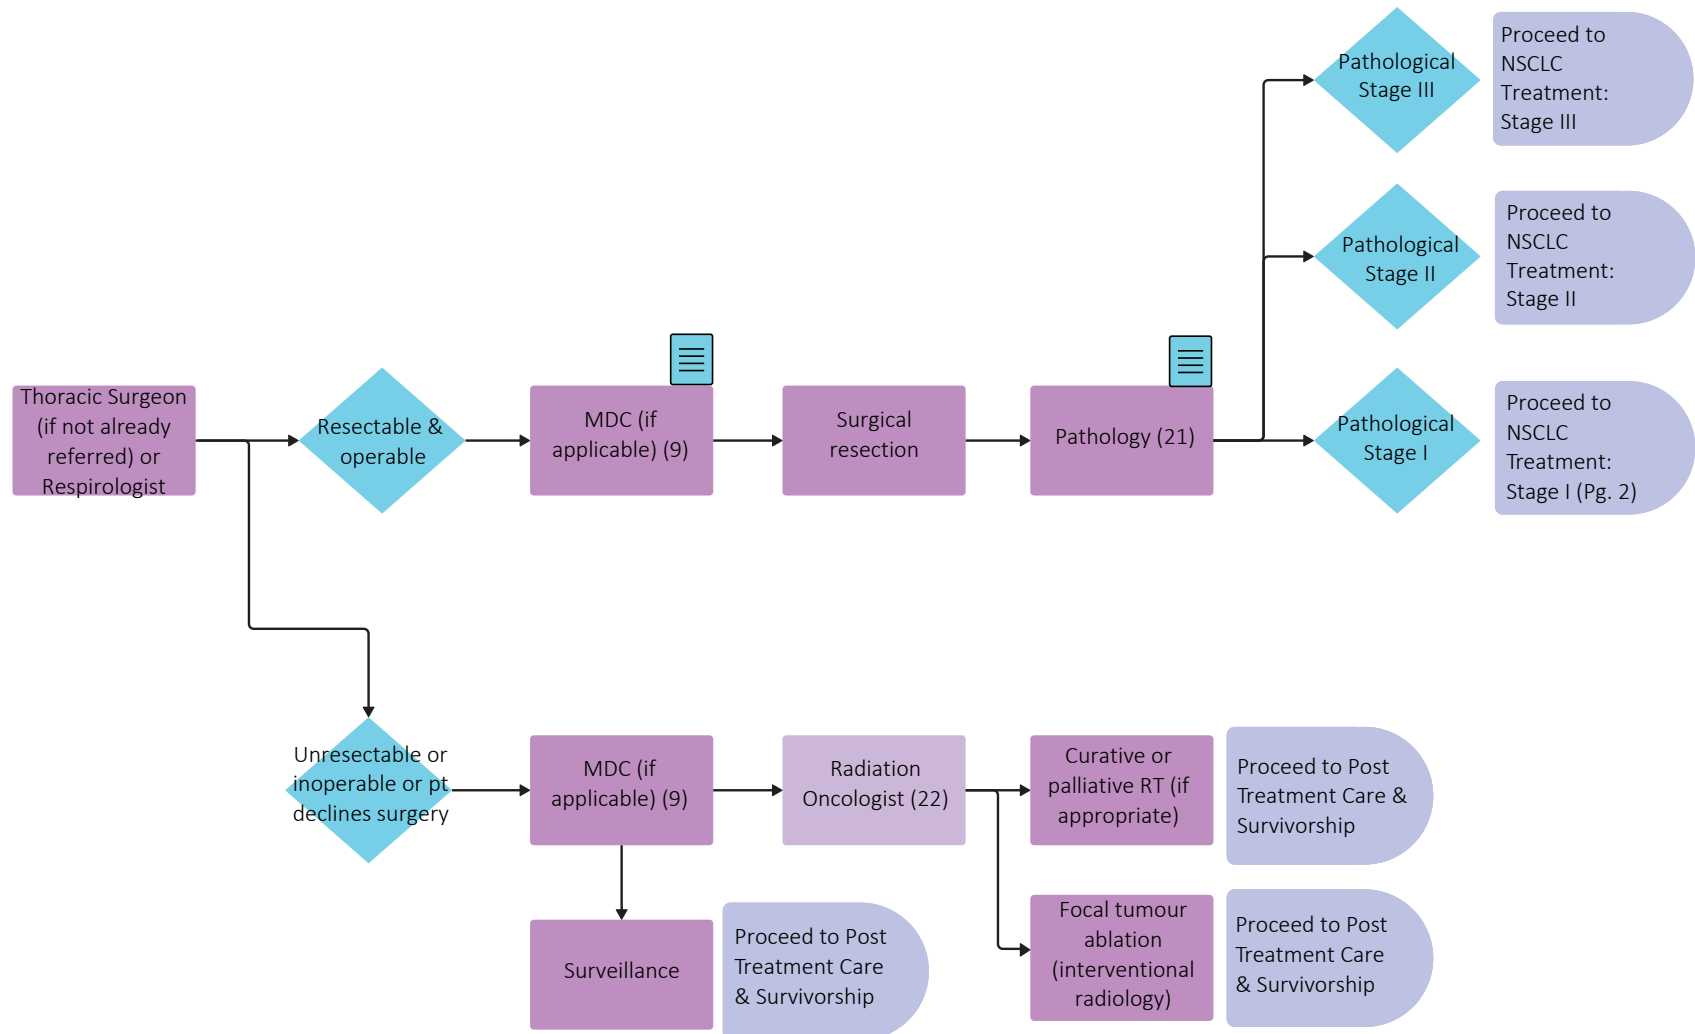 Pathological
Stage III
Proceed to
NSCLC
Treatment:
Stage III
Pathological
Stage II
Proceed to
NSCLC
Treatment:
Stage II
Thoracic Surgeon
(if not already
referred) or
Respirologist
Resectable &
operable
MDC (if
applicable) (9)
Surgical
resection
Pathology (21)
Pathological
Stage I
Proceed to
NSCLC
Treatment:
Stage I (Pg. 2)
Unresectable or
inoperable or pt
declines surgery
MDC (if
applicable) (9)
Radiation
Oncologist (22)
Curative or
palliative RT (if
appropriate)
Proceed to Post
Treatment Care &
Survivorship
Surveillance
Proceed to Post
Treatment Care
& Survivorship
Focal tumour
ablation
(interventional
radiology)
Proceed to Post
Treatment Care
& Survivorship